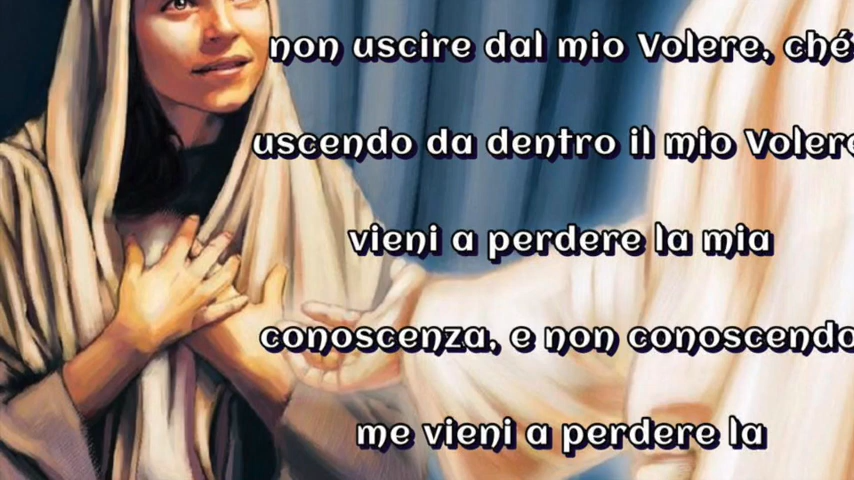 non uscire dal mio Volere, ché
uscendo da dentro il mio Volere
vieni a perdere la mia
conoscenza, e non conoscendo
me vieni a perdere la